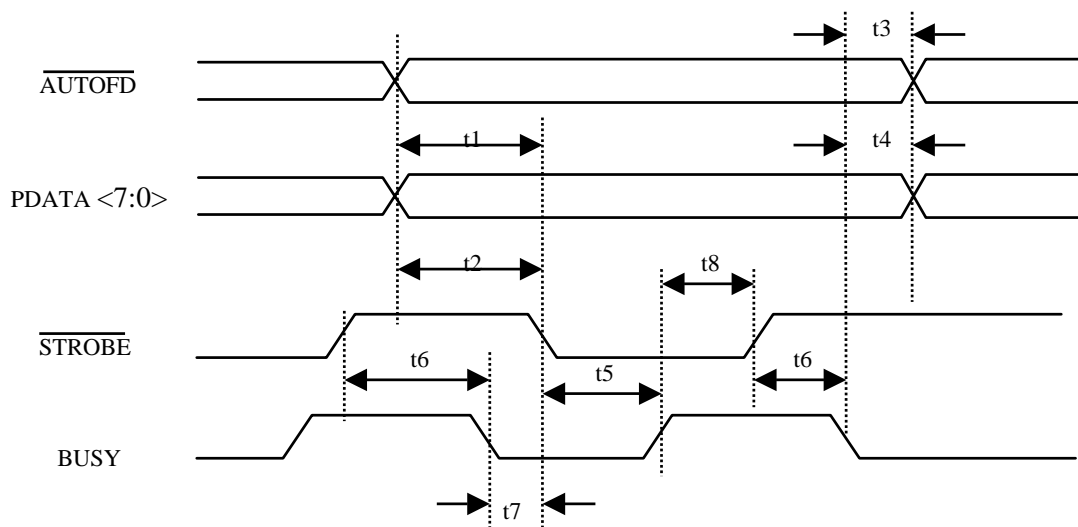 t3
AUTOFD
t1
t4
PDATA <7:0>
t2
t8
STROBE
t6
t5
t6
BUSY
t7